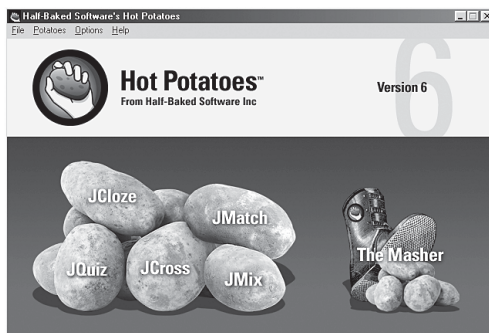 Half-Baked Software's Hot Potatoes
File Potatoes Options Help
Hot Potatoes™
From Half-Baked Software Inc
Version 6
6
JCloze
JMatch
JQuiz
JCross
JMix
The Masher